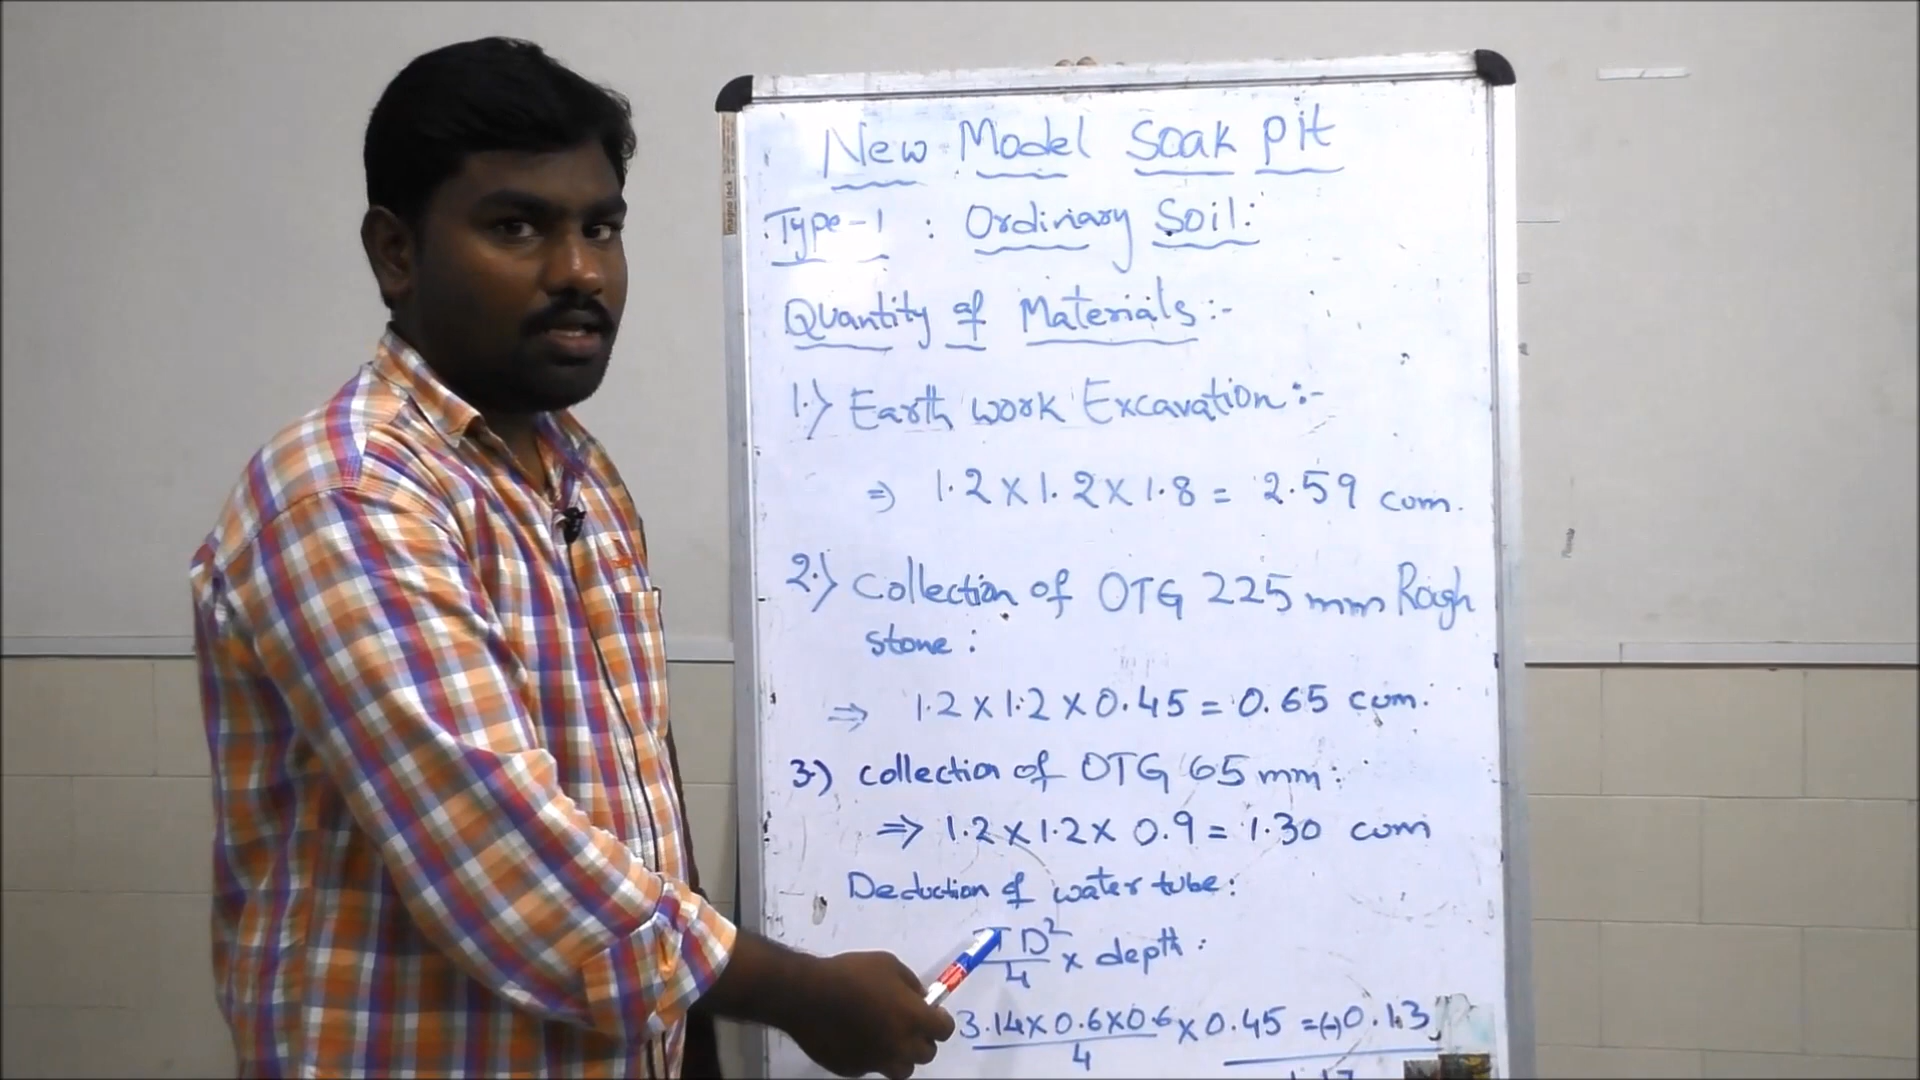 New Model Soak Pit
Type-1 : Ordinary Soil:
Quantity of Materials:-
1.) Earth work Excavation:-
⇒ 1.2 x 1.2 x 1.8 = 2.59 cum.
2.) Collection of OTG 225 mm Rough
stone:
⇒ 1.2 x 1.2 x 0.45 = 0.65 cum.
3.) collection of OTG 65 mm:
⇒ 1.2 x 1.2 x 0.9 = 1.30 cum
Deduction of water tube:
πD²/4 x depth:
3.14 x 0.6 x 0.6/4 x 0.45 = (-) 0.13